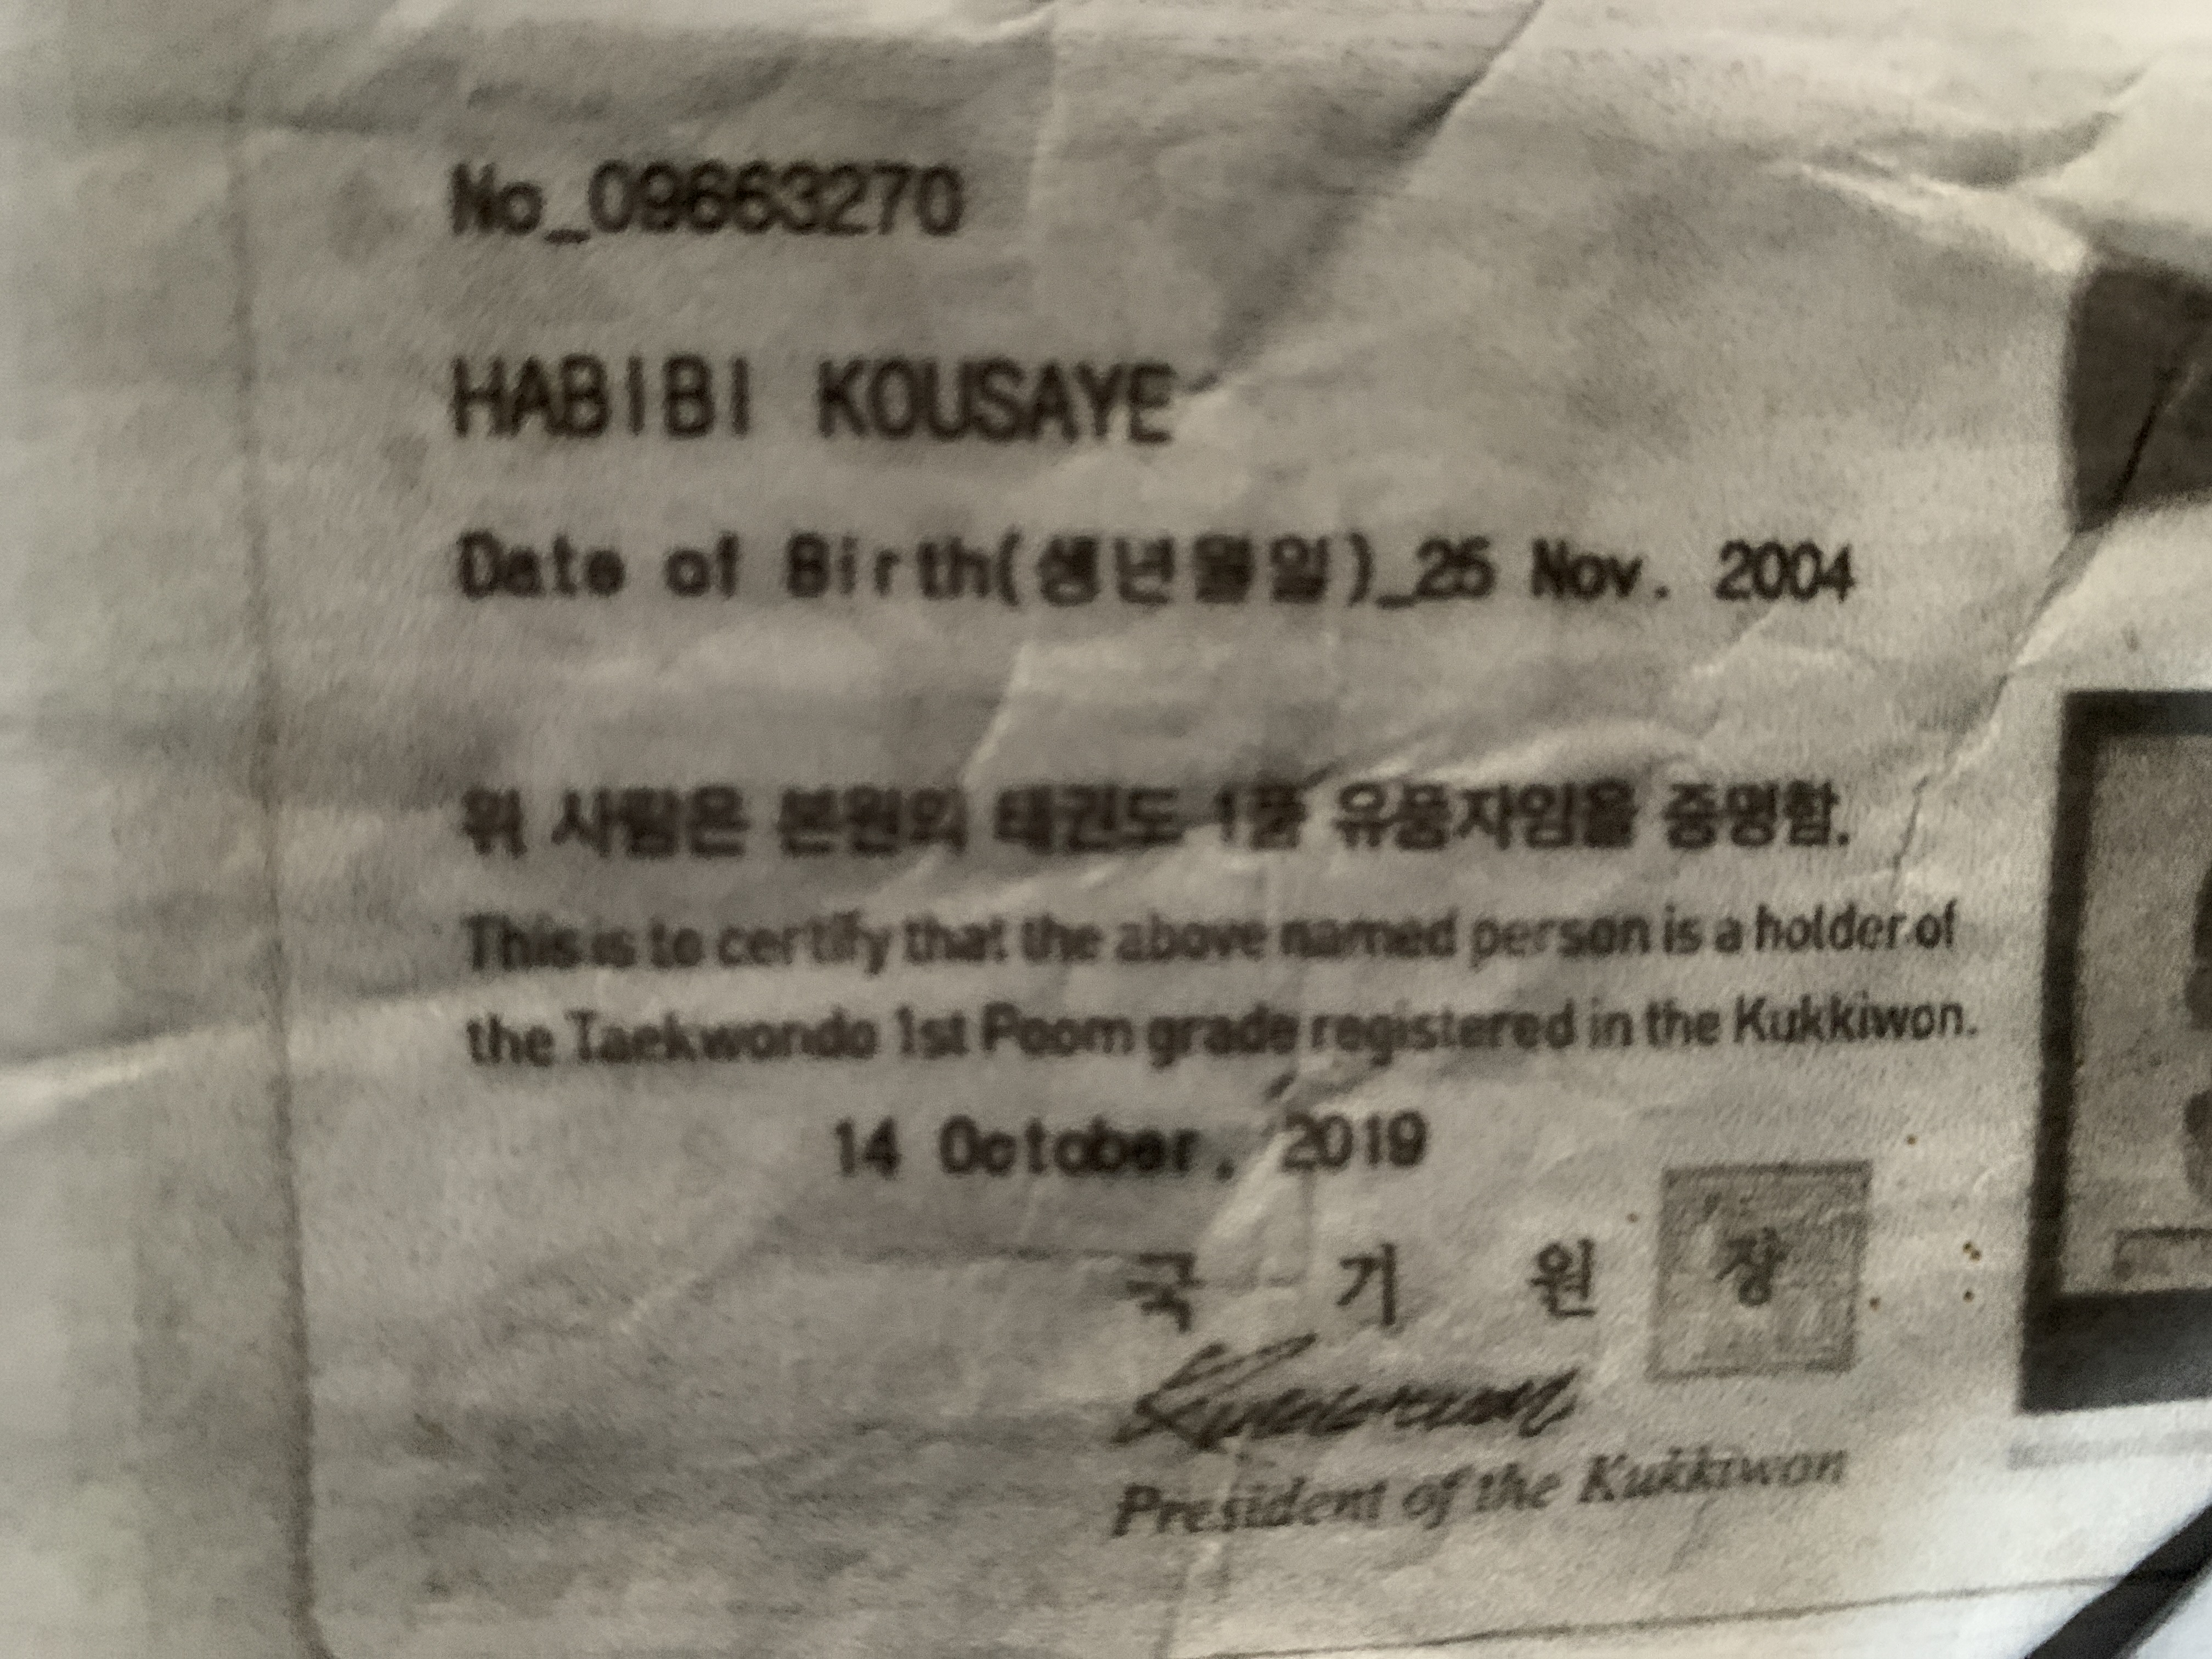 No_09663270
HABIBI KOUSAYE
Date of Birth(생년월일)_25 Nov. 2004
위 사람은 본원의 태권도 1품 유품자임을 증명함.
This is to certify that the above named person is a holder of
the Taekwondo 1st Poom grade registered in the Kukkiwon.
14 October, 2019
국 기 원 장
President of the Kukkiwon